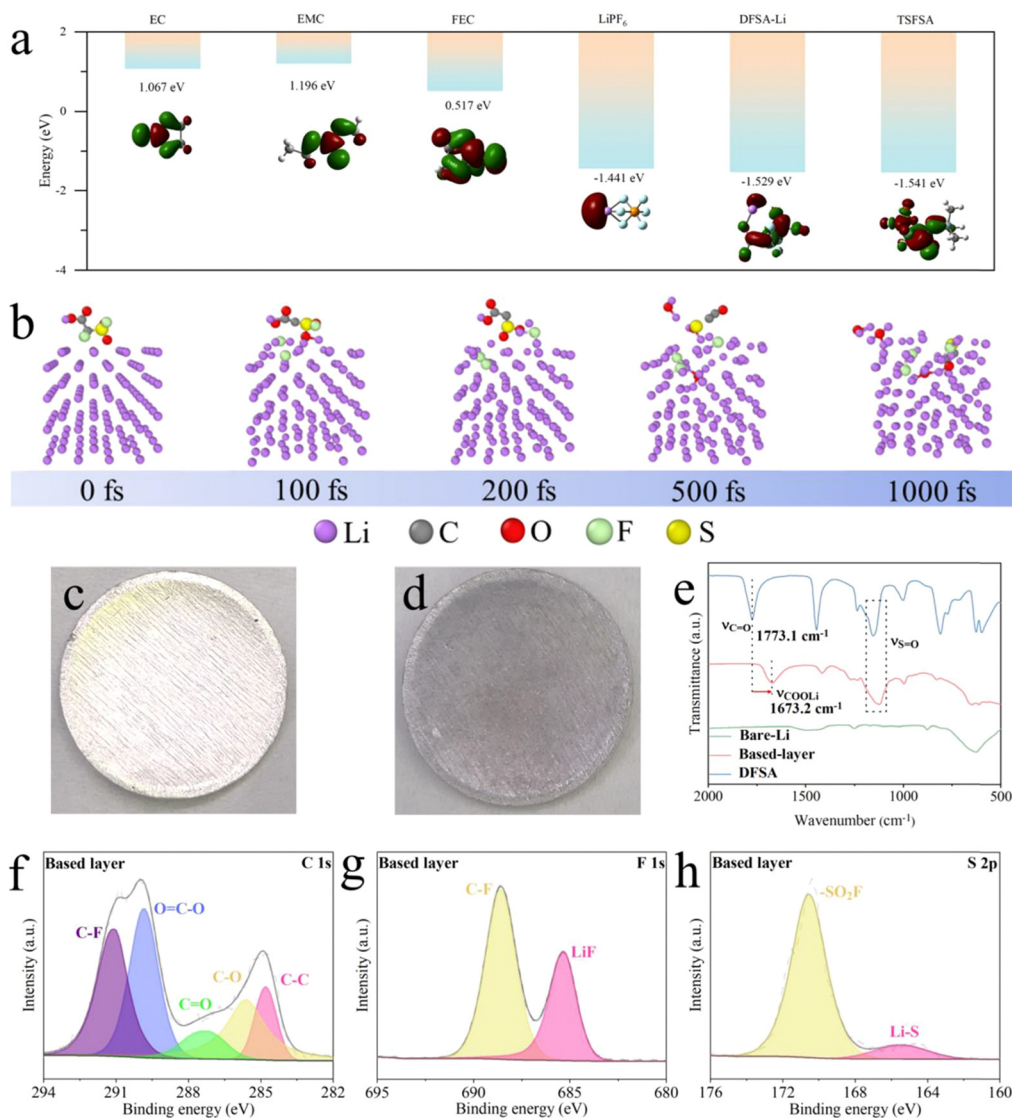 a
EC EMC FEC LiPF₆ DFSA-Li TSFSA
Energy (eV)
2
0
-2
-4
1.067 eV
1.196 eV
0.517 eV
-1.441 eV
-1.529 eV
-1.541 eV
b
0 fs 100 fs 200 fs 500 fs 1000 fs
Li C O F S
c
d
e
Transmittance (a.u.)
νC=O
1773.1 cm⁻¹
νS=O
νCOOLi
1673.2 cm⁻¹
Bare-Li
Based-layer
DFSA
2000 1500 1000 500
Wavenumber (cm⁻¹)
f
Based layer C 1s
Intensity (a.u.)
C-F
O=C-O
C=O
C-O
C-C
294 291 288 285 282
Binding energy (eV)
g
Based layer F 1s
Intensity (a.u.)
C-F
LiF
695 690 685 680
Binding energy (eV)
h
Based layer S 2p
Intensity (a.u.)
-SO₂F
Li-S
176 172 168 164 160
Binding energy (eV)